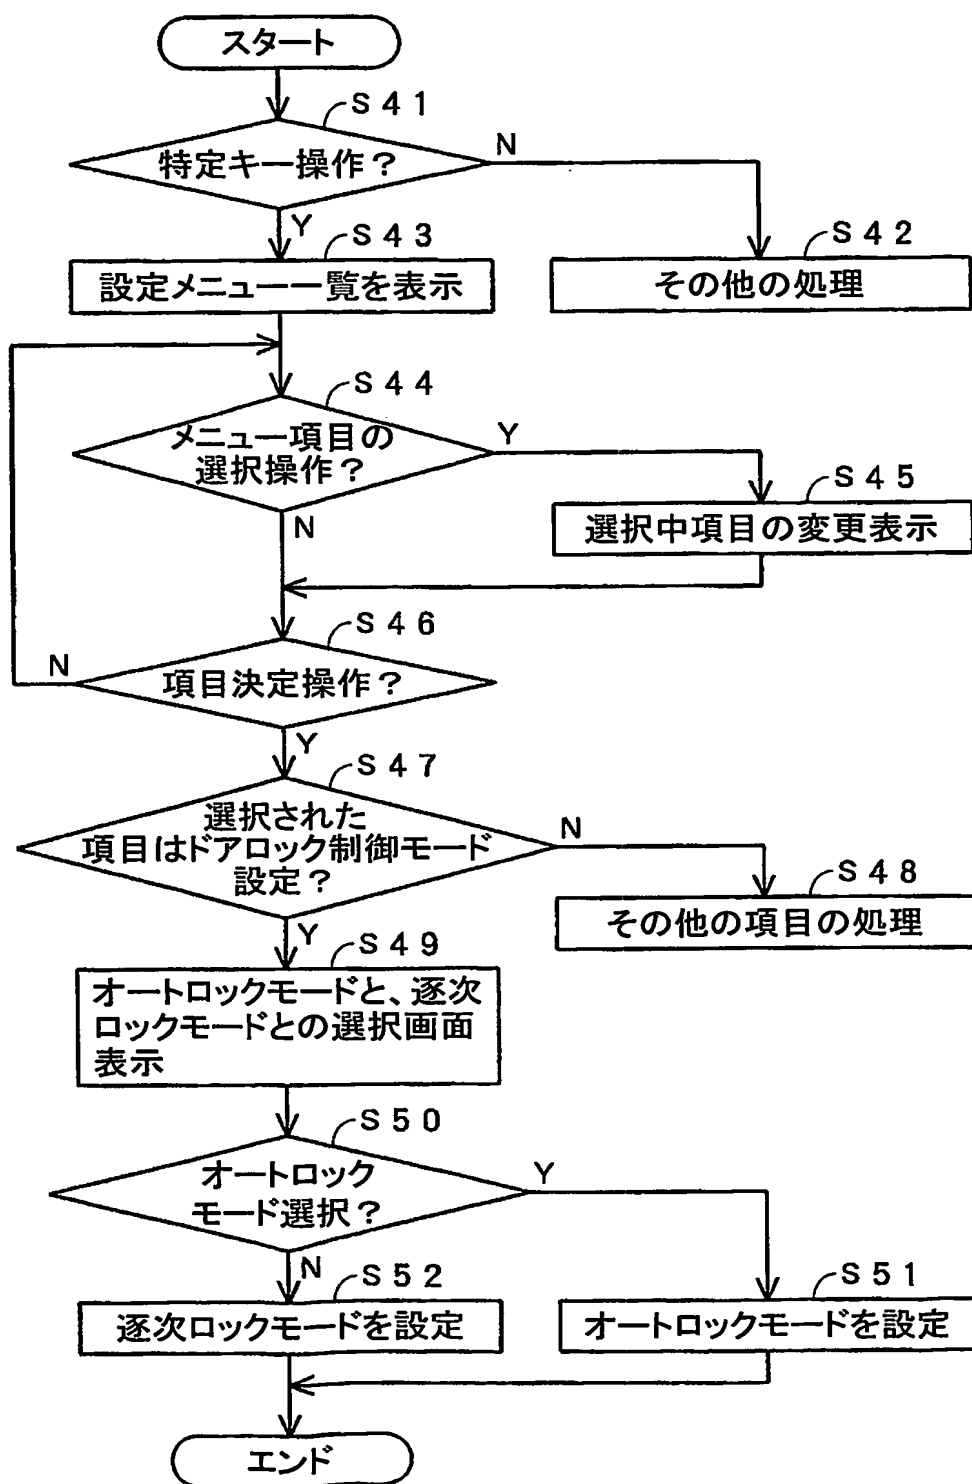 スタート
S41
特定キー操作？
N
Y
S43
設定メニュー一覧を表示
S42
その他の処理
S44
メニュー項目の
選択操作？
Y
N
S45
選択中項目の変更表示
S46
項目決定操作？
N
Y
S47
選択された
項目はドアロック制御モード
設定？
N
Y
S48
その他の項目の処理
S49
オートロックモードと、逐次
ロックモードとの選択画面
表示
S50
オートロック
モード選択？
Y
N
S52
逐次ロックモードを設定
S51
オートロックモードを設定
エンド